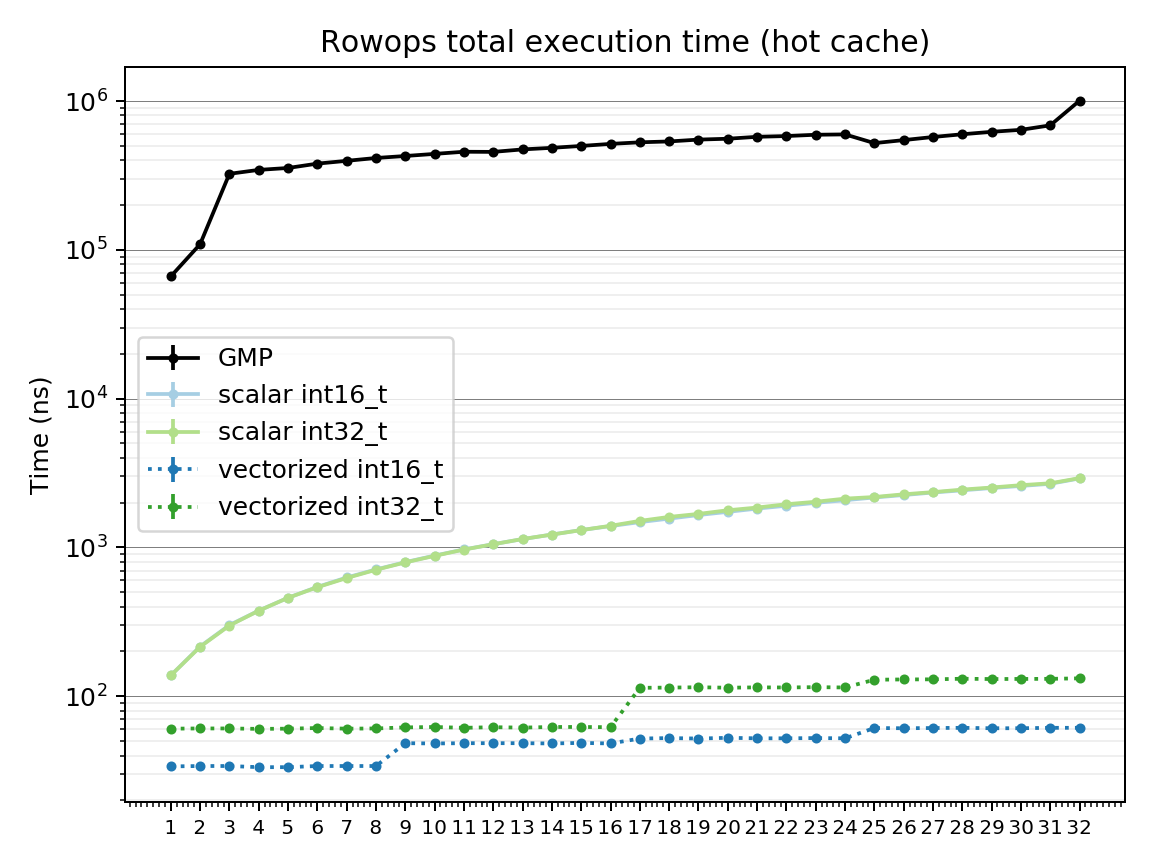 Rowops total execution time (hot cache)
Time (ns)
10^6
10^5
10^4
10^3
10^2
GMP
scalar int16_t
scalar int32_t
vectorized int16_t
vectorized int32_t
1 2 3 4 5 6 7 8 9 10 11 12 13 14 15 16 17 18 19 20 21 22 23 24 25 26 27 28 29 30 31 32